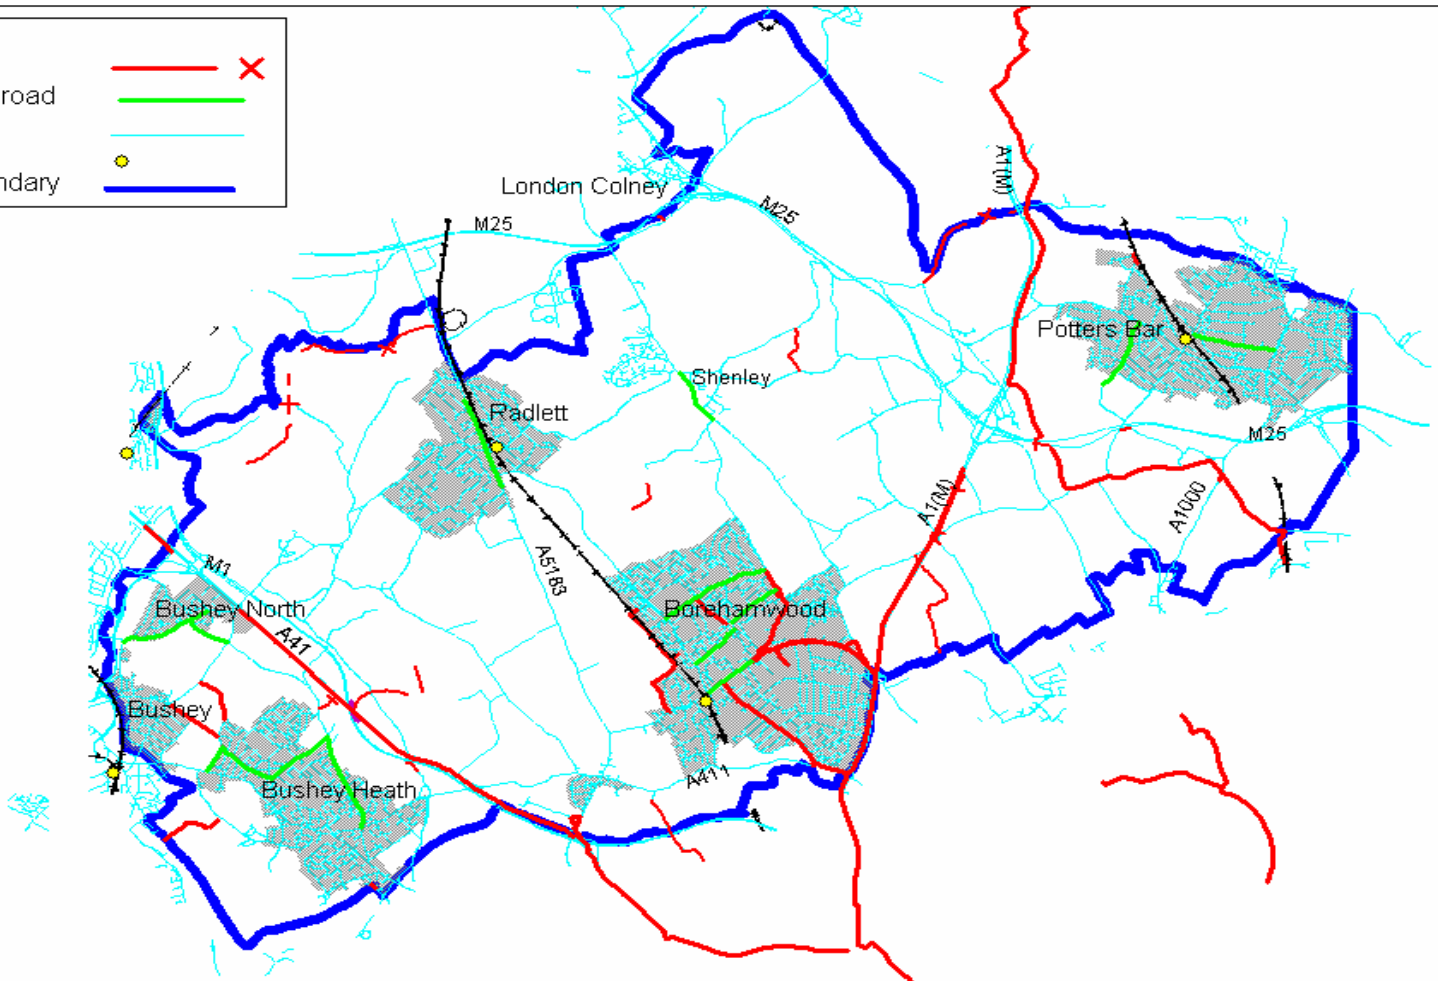 road
ndary
London Colney
M25
M25
A1(M)
Potters Bar
Shenley
Radlett
M25
A1(M)
A1000
A5183
M1
Bushey North
Borehamwood
A41
Bushey
A411
Bushey Heath